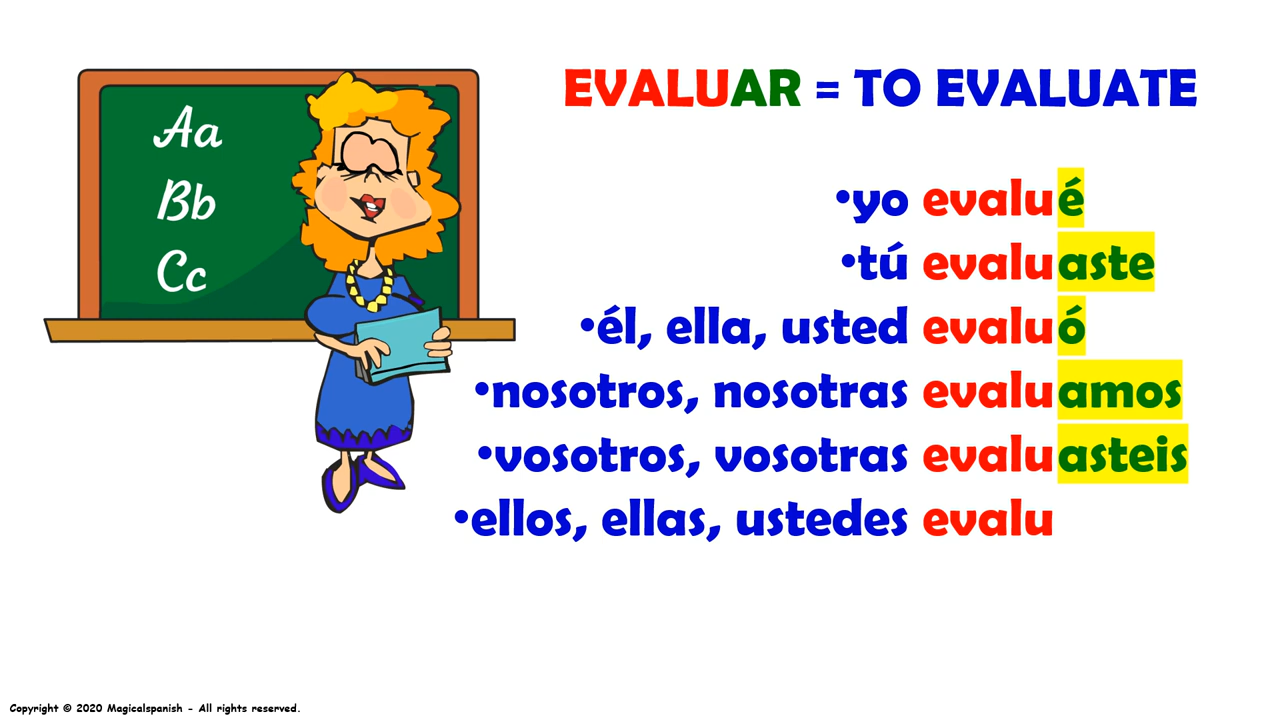 Aa
Bb
Cc
EVALUAR = TO EVALUATE
•yo evalué
•tú evaluaste
•él, ella, usted evaluó
•nosotros, nosotras evaluamos
•vosotros, vosotras evaluasteis
•ellos, ellas, ustedes evalu
Copyright © 2020 Magicalspanish - All rights reserved.